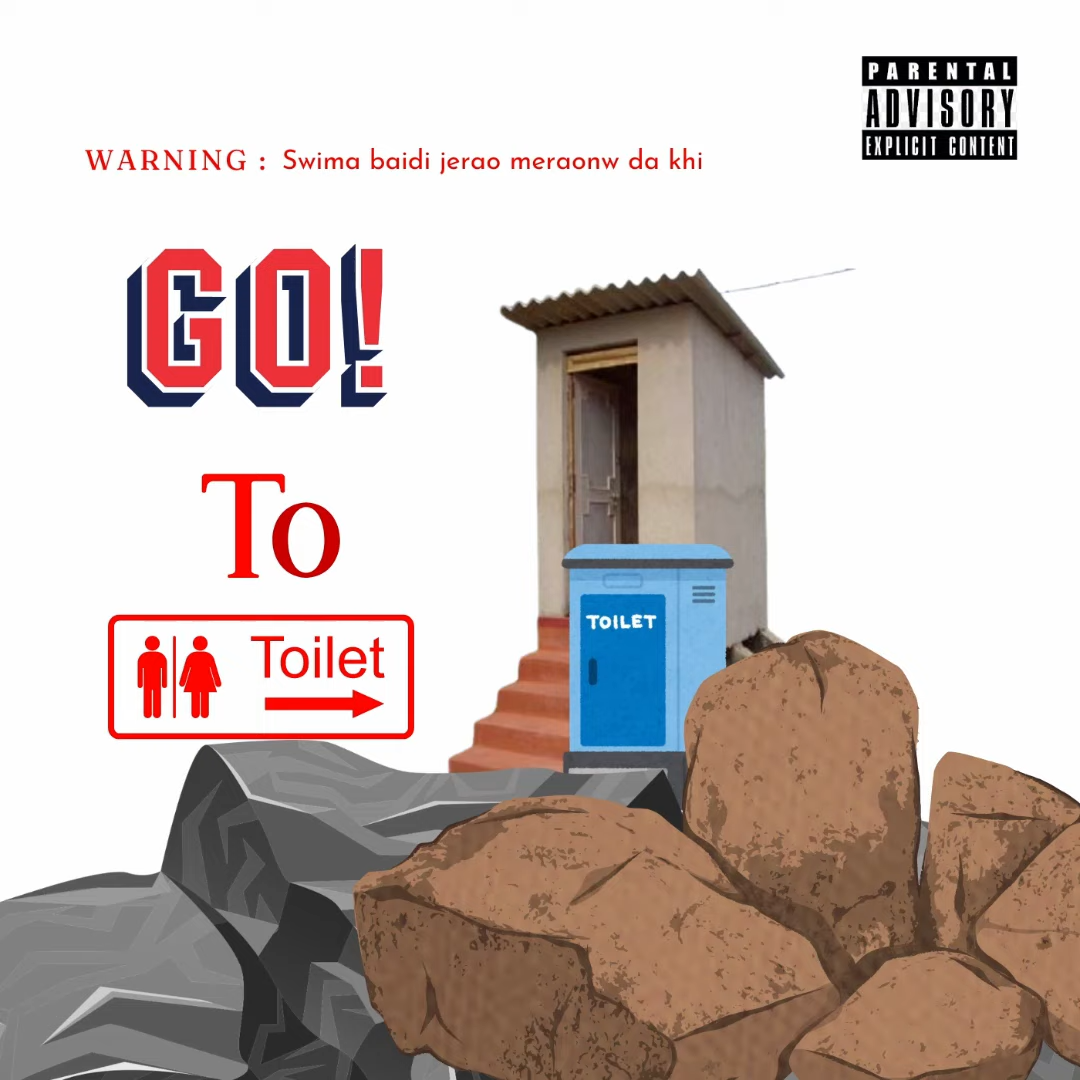 PARENTAL
ADVISORY
EXPLICIT CONTENT
WARNING : Swima baidi jerao meraonw da khi
GO!
To
Toilet
TOILET